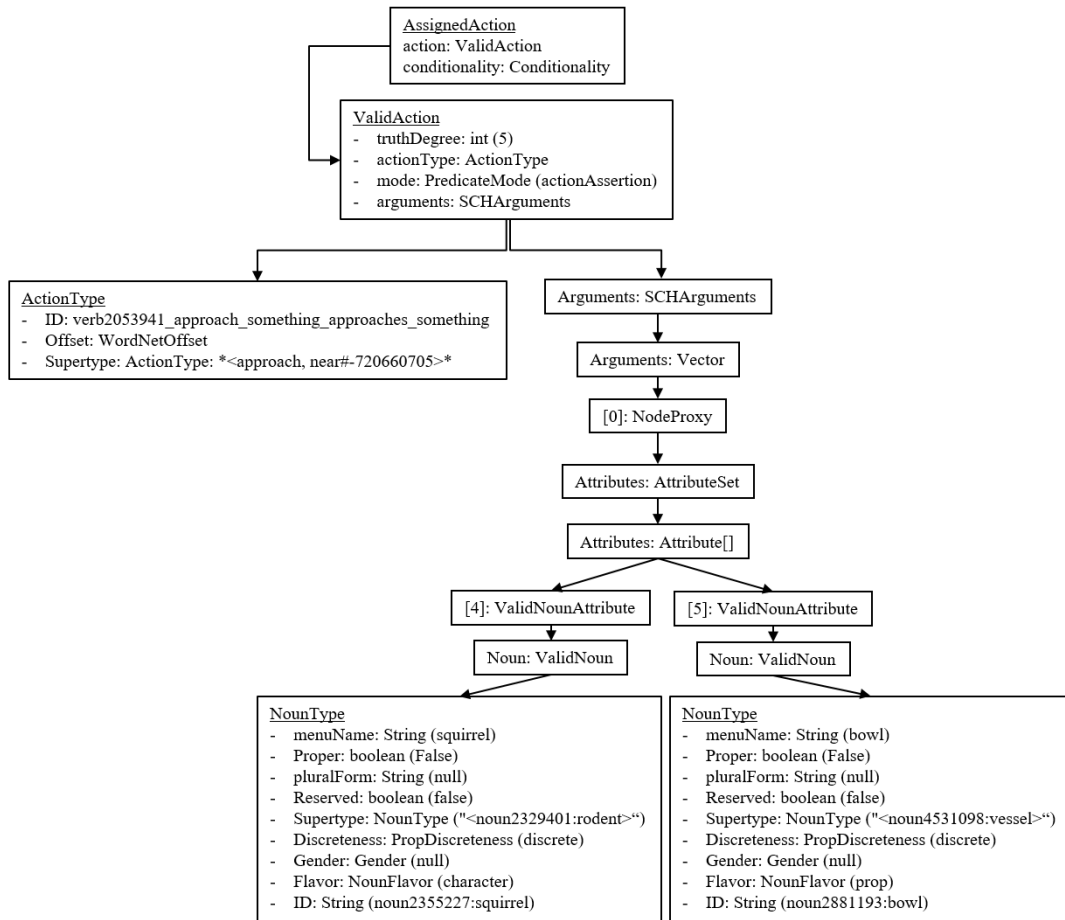 AssignedAction
action: ValidAction
conditionality: Conditionality
ValidAction
- truthDegree: int (5)
- actionType: ActionType
- mode: PredicateMode (actionAssertion)
- arguments: SCHArguments
ActionType
- ID: verb2053941_approach_something_approaches_something
- Offset: WordNetOffset
- Supertype: ActionType: *<approach, near#-720660705>*
Arguments: SCHArguments
Arguments: Vector
[0]: NodeProxy
Attributes: AttributeSet
Attributes: Attribute[]
[4]: ValidNounAttribute
[5]: ValidNounAttribute
Noun: ValidNoun
Noun: ValidNoun
NounType
- menuName: String (squirrel)
- Proper: boolean (False)
- pluralForm: String (null)
- Reserved: boolean (false)
- Supertype: NounType ("<noun2329401:rodent>“)
- Discreteness: PropDiscreteness (discrete)
- Gender: Gender (null)
- Flavor: NounFlavor (character)
- ID: String (noun2355227:squirrel)
NounType
- menuName: String (bowl)
- Proper: boolean (False)
- pluralForm: String (null)
- Reserved: boolean (false)
- Supertype: NounType ("<noun4531098:vessel>“)
- Discreteness: PropDiscreteness (discrete)
- Gender: Gender (null)
- Flavor: NounFlavor (prop)
- ID: String (noun2881193:bowl)